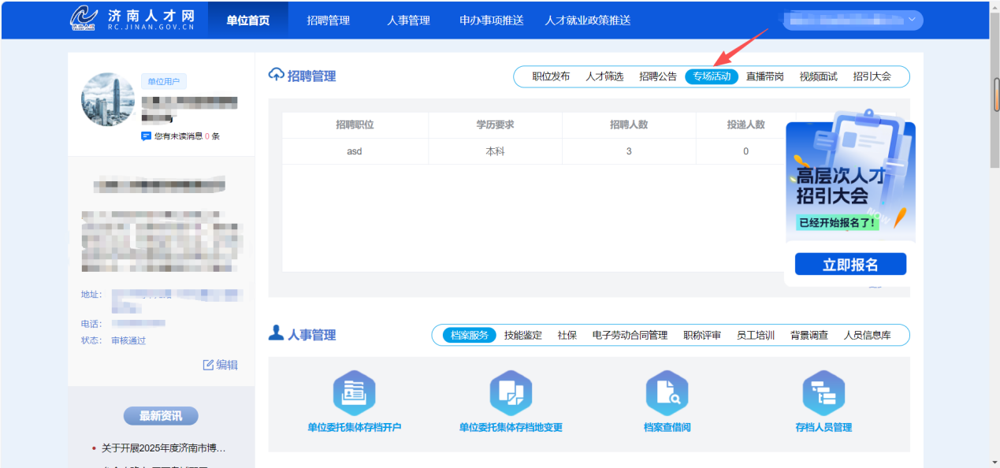 济南人才网
RC.JINAN.GOV.CN
单位首页
招聘管理
人事管理
申办事项推送
人才就业政策推送
单位用户
您有未读消息 0 条
地址：
电话：
状态： 审核通过
编辑
最新资讯
关于开展2025年度济南市博...
招聘管理
职位发布 人才筛选 招聘公告 专场活动 直播带岗 视频面试 招引大会
招聘职位 学历要求 招聘人数 投递人数
asd 本科 3 0
高层次人才
招引大会
NOW
已经开始报名了!
立即报名
人事管理
档案服务 技能鉴定 社保 电子劳动合同管理 职称评审 员工培训 背景调查 人员信息库
单位委托集体存档开户 单位委托集体存档地变更 档案查借阅 存档人员管理